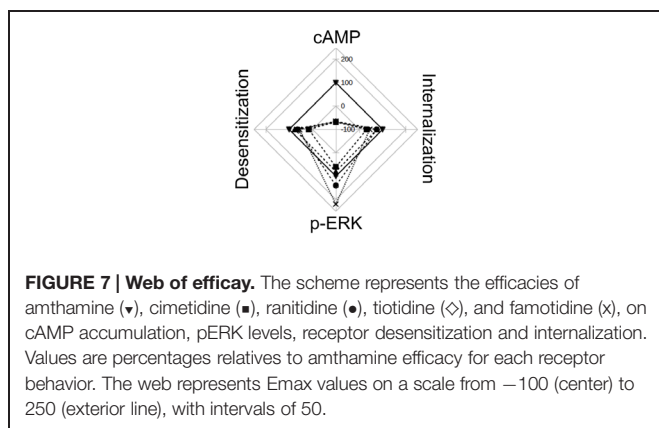 cAMP
200
100
0
-100
Desensitization
Internalization
p-ERK
FIGURE 7 | Web of efficay. The scheme represents the efficacies of
amthamine (▼), cimetidine (■), ranitidine (●), tiotidine (◇), and famotidine (x), on
cAMP accumulation, pERK levels, receptor desensitization and internalization.
Values are percentages relatives to amthamine efficacy for each receptor
behavior. The web represents Emax values on a scale from −100 (center) to
250 (exterior line), with intervals of 50.